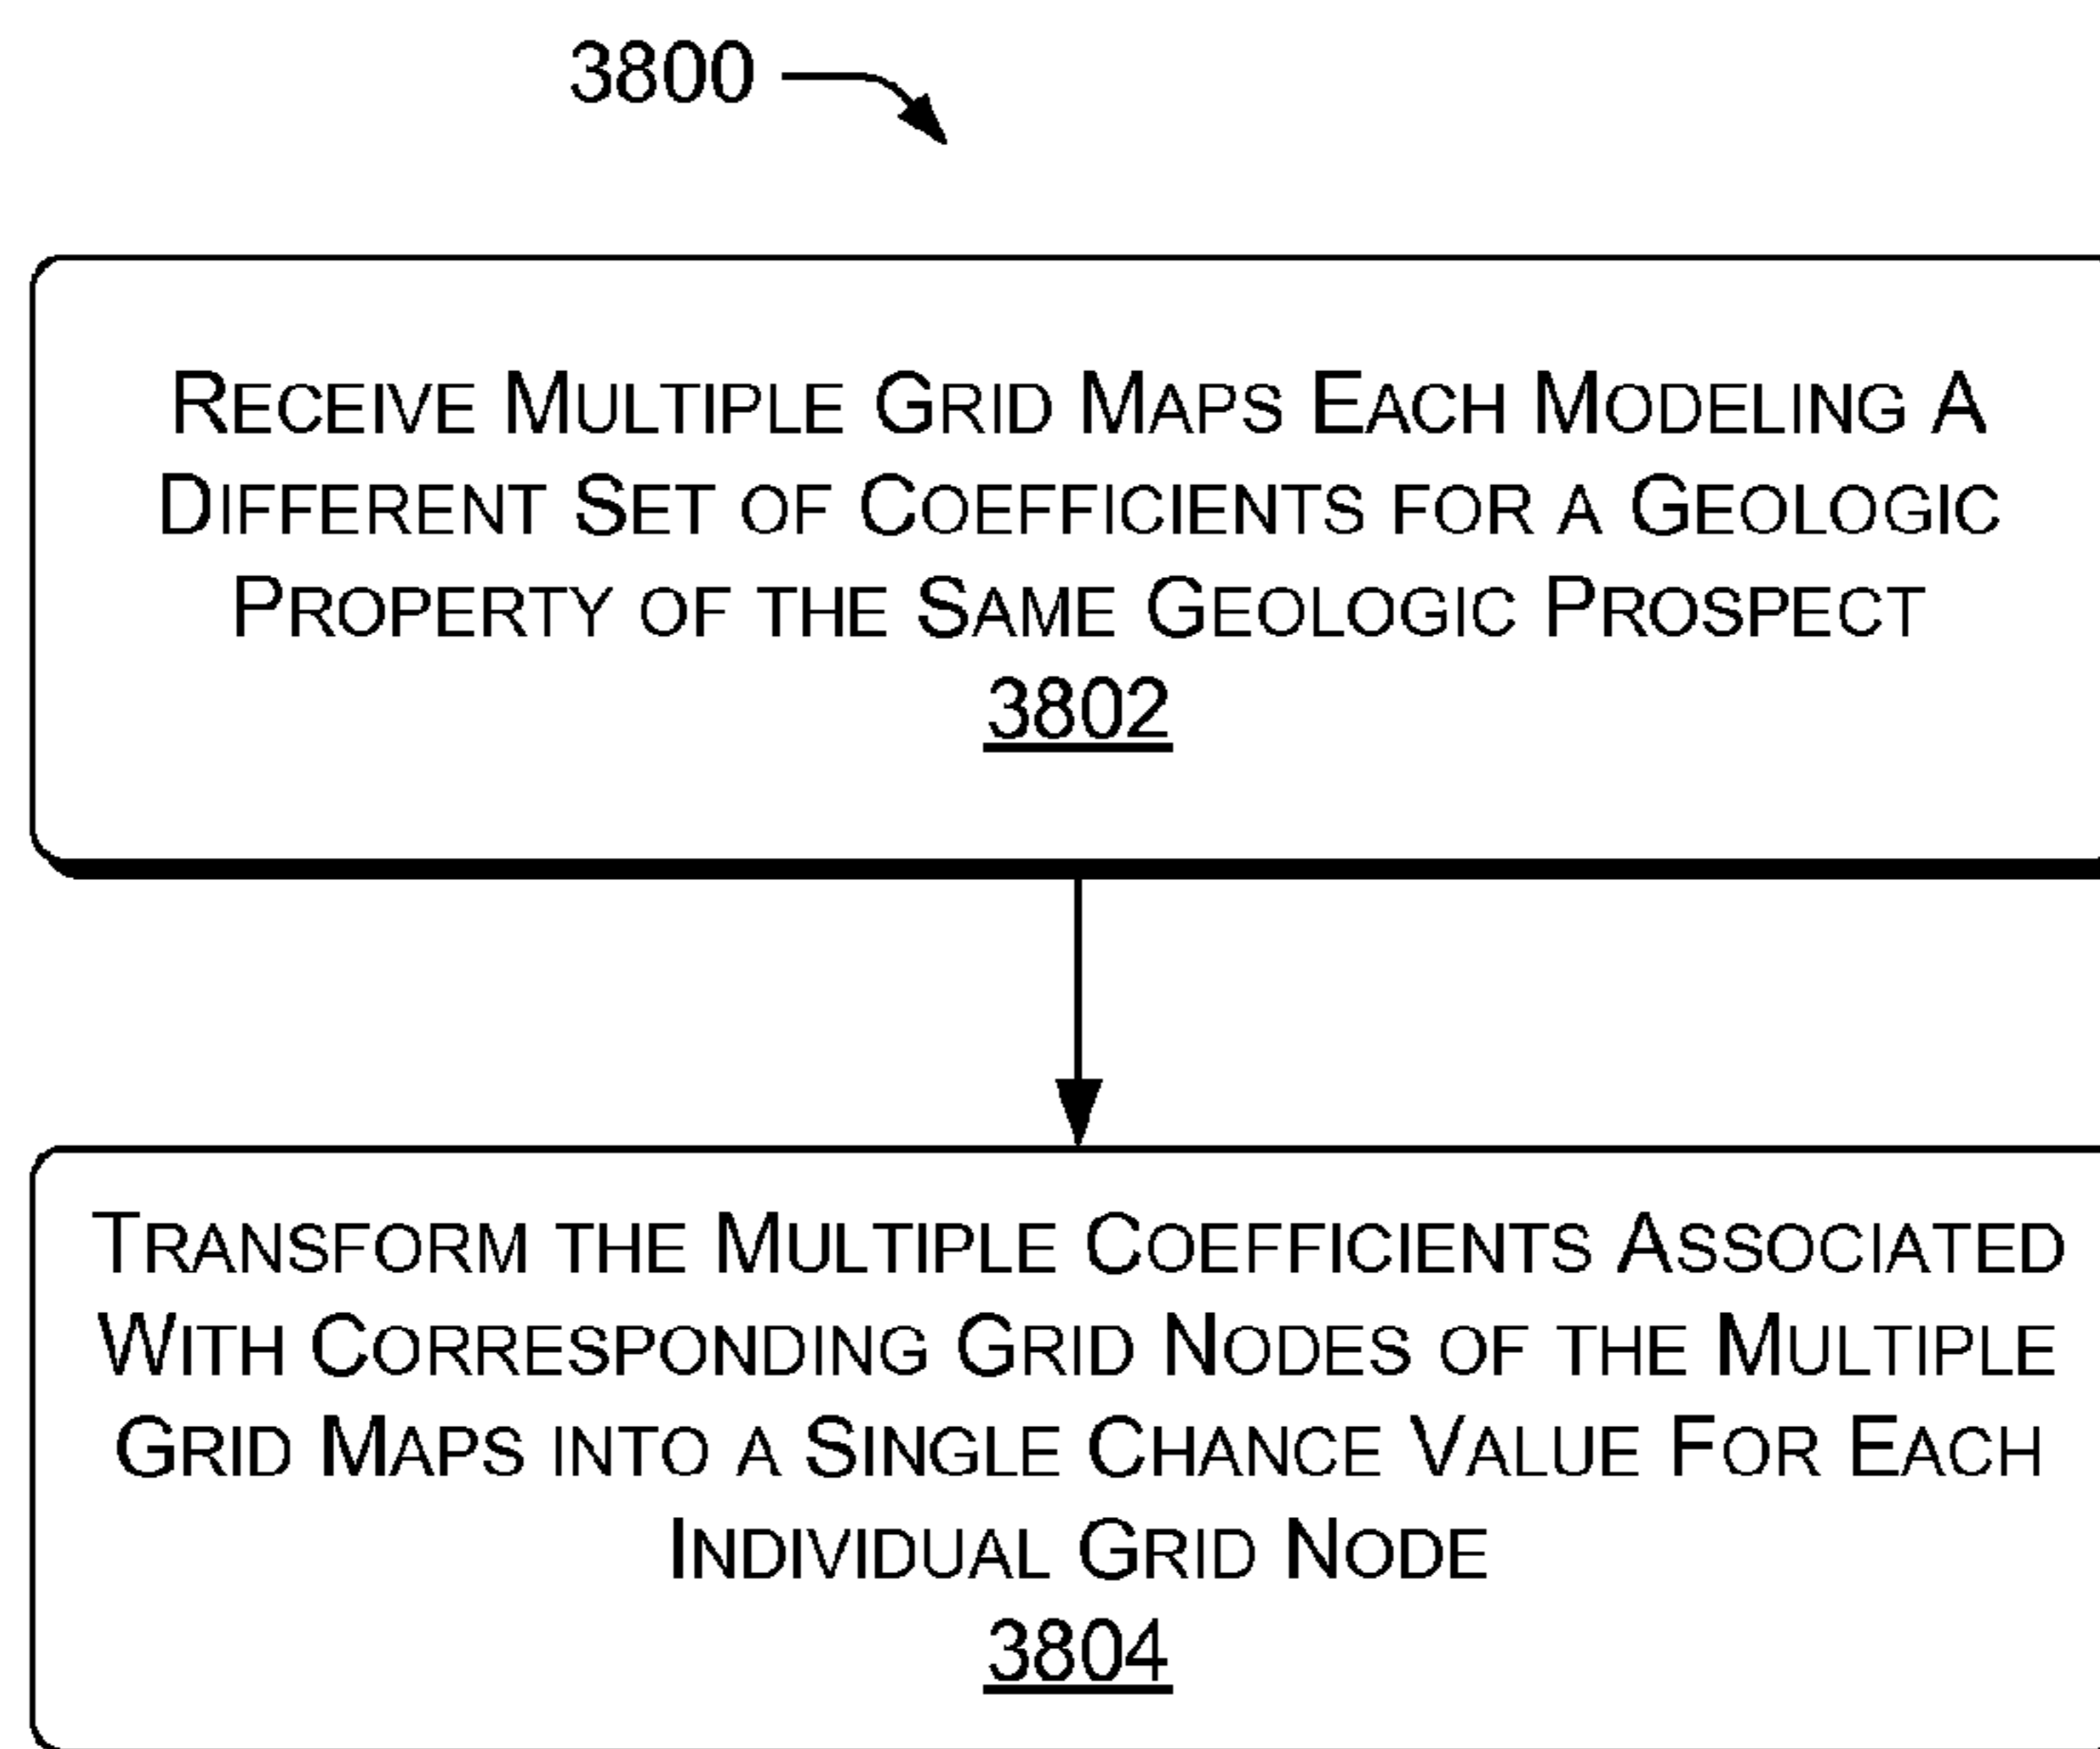 3800
Receive Multiple Grid Maps Each Modeling A
Different Set of Coefficients for a Geologic
Property of the Same Geologic Prospect
3802
Transform the Multiple Coefficients Associated
With Corresponding Grid Nodes of the Multiple
Grid Maps into a Single Chance Value For Each
Individual Grid Node
3804